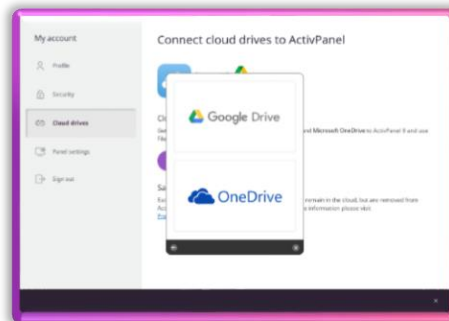 My account
Connect cloud drives to ActivPanel
Profile
Security
Cloud drives
Panel settings
Sign out
Google Drive
OneDrive
and Microsoft OneDrive to ActivPanel 9 and use
remain in the cloud, but are removed from
information please visit: